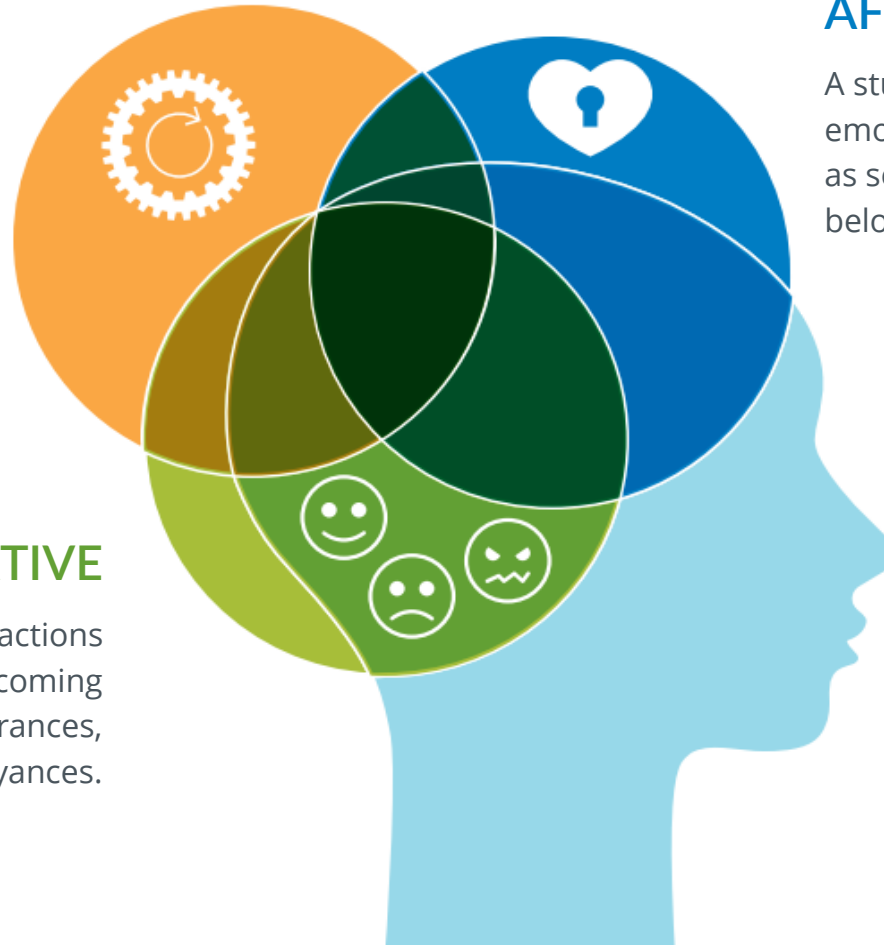 AF
A stu
emo
as se
belo
TIVE
actions
coming
rances,
yances.